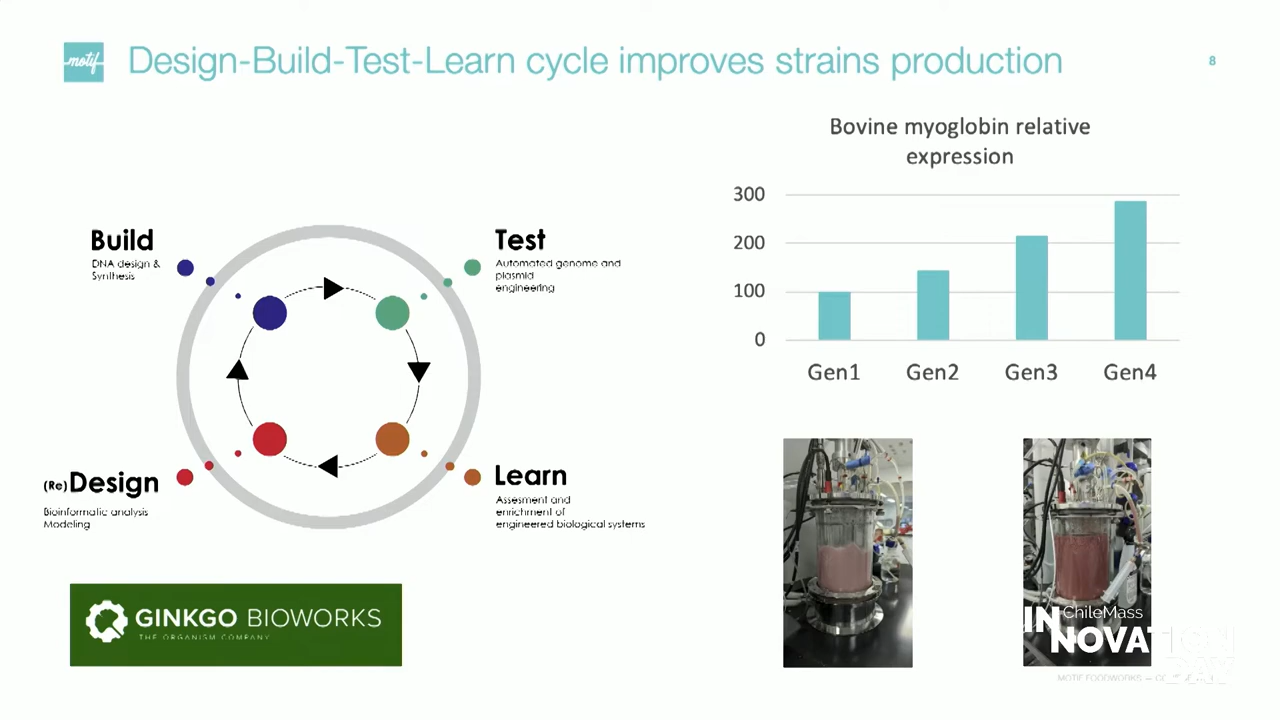 motif
Design-Build-Test-Learn cycle improves strains production
8
Build
DNA design &
Synthesis
Test
Automated genome and
plasmid
engineering
(Re)Design
Bioinformatic analysis
Modeling
Learn
Assesment and
enrichment of
engineered biological systems
GINKGO BIOWORKS
THE ORGANISM COMPANY
Bovine myoglobin relative
expression
300
200
100
0
Gen1 Gen2 Gen3 Gen4
ChileMass
INNOVATION
DAY
MOTIF FOODWORKS